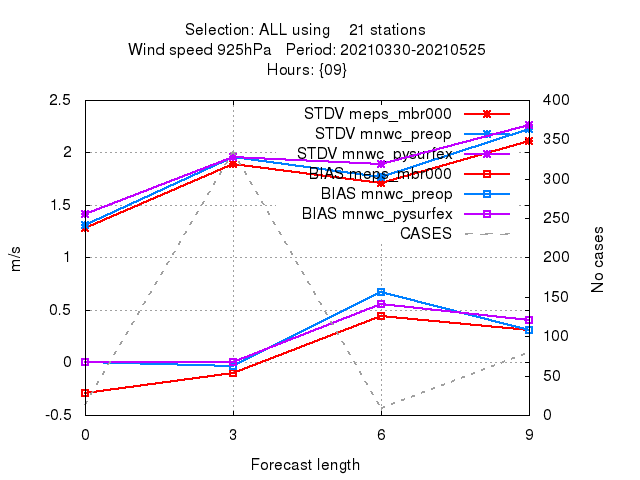 Selection: ALL using 21 stations
Wind speed 925hPa Period: 20210330-20210525
Hours: {09}
2.5
2
1.5
1
0.5
0
-0.5
m/s
STDV meps_mbr000
STDV mnwc_preop
STDV mnwc_pysurfex
BIAS meps_mbr000
BIAS mnwc_preop
BIAS mnwc_pysurfex
CASES
400
350
300
250
200
150
100
50
0
No cases
0 3 6 9
Forecast length